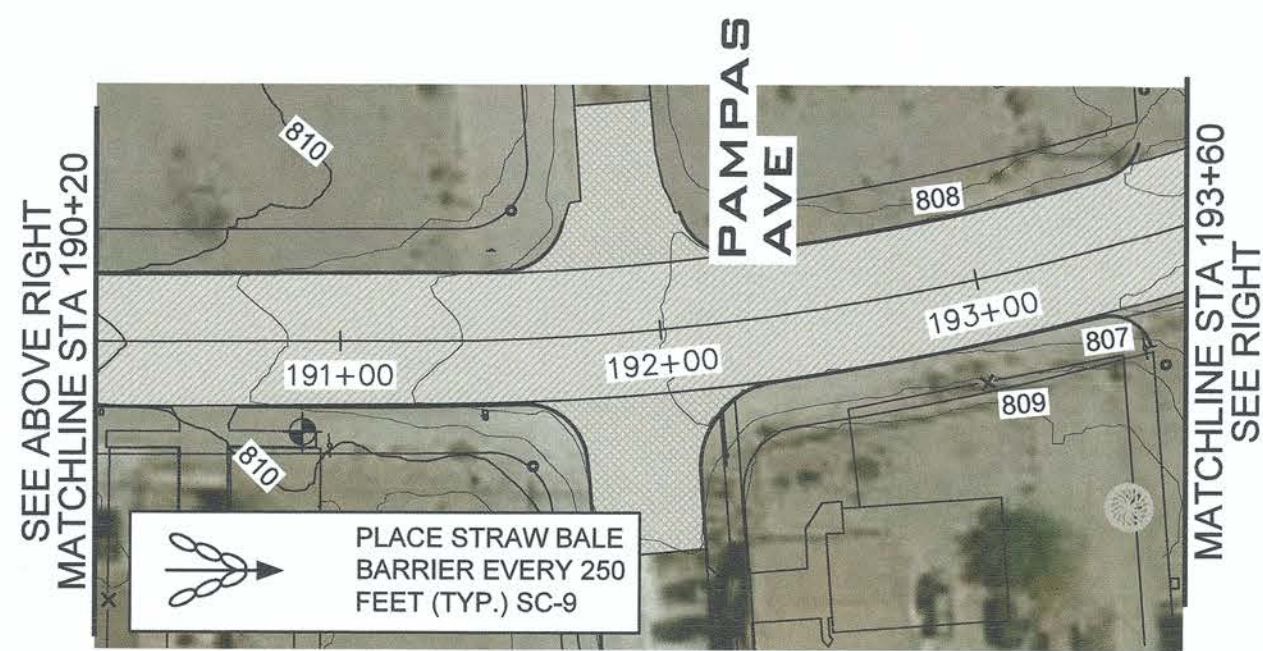 SEE ABOVE RIGHT
MATCHLINE STA 190+20
PAMPAS
AVE
810
808
191+00
192+00
193+00
807
809
810
PLACE STRAW BALE
BARRIER EVERY 250
FEET (TYP.) SC-9
MATCHLINE STA 193+60
SEE RIGHT